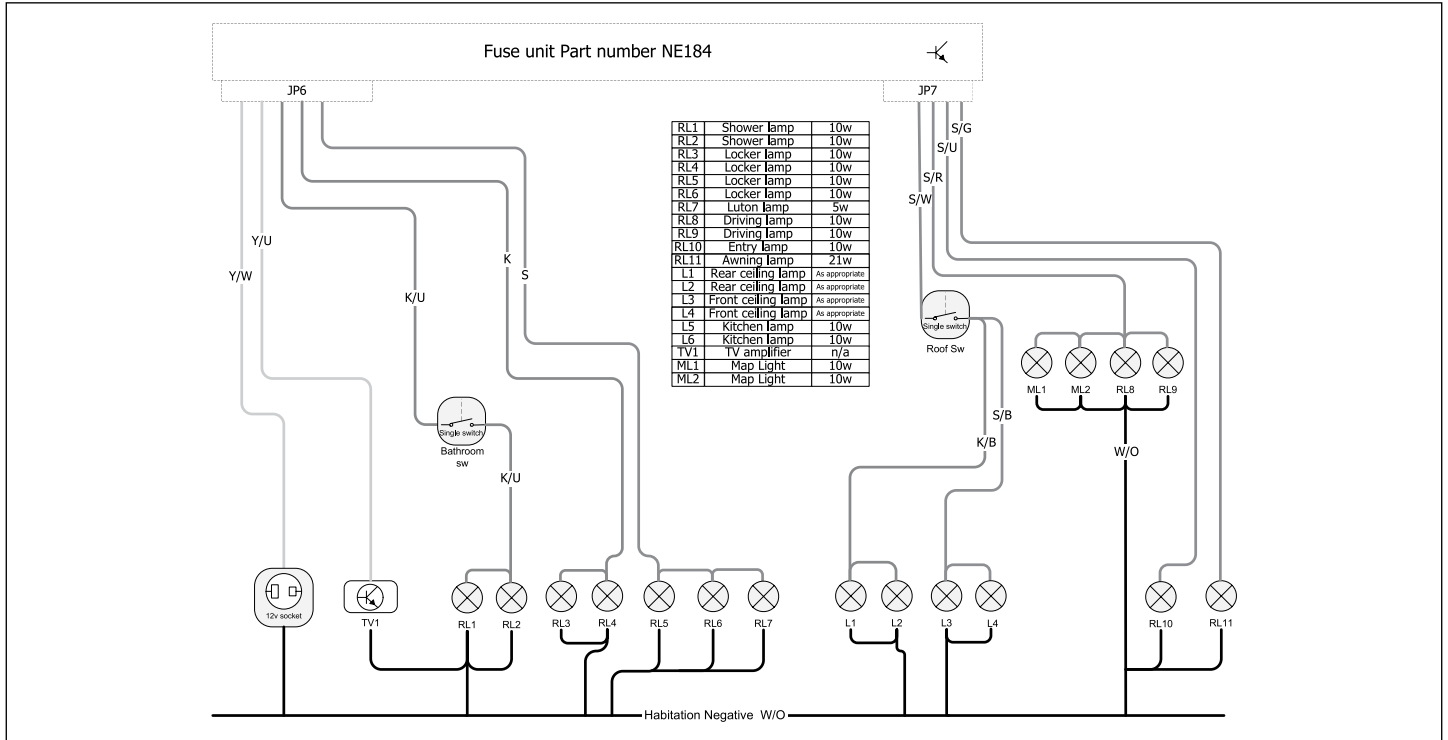 Fuse unit Part number NE184
JP6
JP7
S/G
S/U
S/R
S/W
RL1 Shower lamp 10w
RL2 Shower lamp 10w
RL3 Locker lamp 10w
RL4 Locker lamp 10w
RL5 Locker lamp 10w
RL6 Locker lamp 10w
RL7 Luton lamp 5w
RL8 Driving lamp 10w
RL9 Driving lamp 10w
RL10 Entry lamp 10w
RL11 Awning lamp 21w
L1 Rear ceiling lamp As appropriate
L2 Rear ceiling lamp As appropriate
L3 Front ceiling lamp As appropriate
L4 Front ceiling lamp As appropriate
L5 Kitchen lamp 10w
L6 Kitchen lamp 10w
TV1 TV amplifier n/a
ML1 Map Light 10w
ML2 Map Light 10w
Y/U
Y/W
K
S
K/U
Single switch
Roof Sw
ML1 ML2 RL8 RL9
S/B
K/B
W/O
Single switch
Bathroom
sw
K/U
12v socket
TV1
RL1 RL2 RL3 RL4 RL5 RL6 RL7 L1 L2 L3 L4 RL10 RL11
Habitation Negative W/O